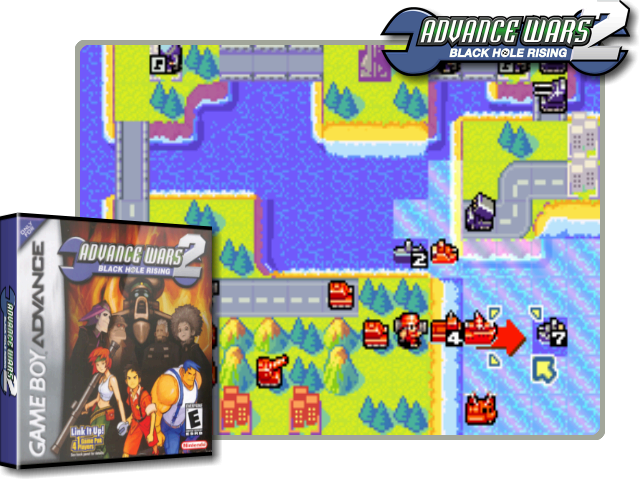 ADVANCE WARS 2
BLACK HOLE RISING
2
4
7
GAME BOY ADVANCE
ADVANCE WARS 2
ADVANCE WARS 2
BLACK HOLE RISING
Link It Up!
4
E
Nintendo